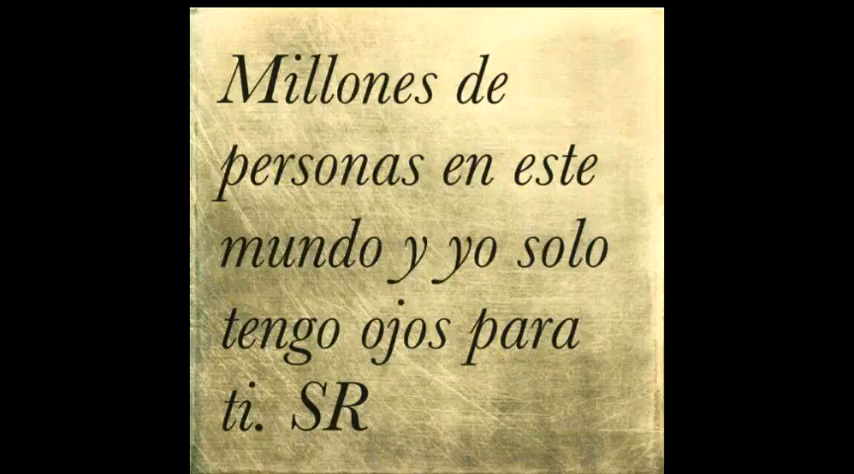 Millones de
personas en este
mundo y yo solo
tengo ojos para
ti. SR